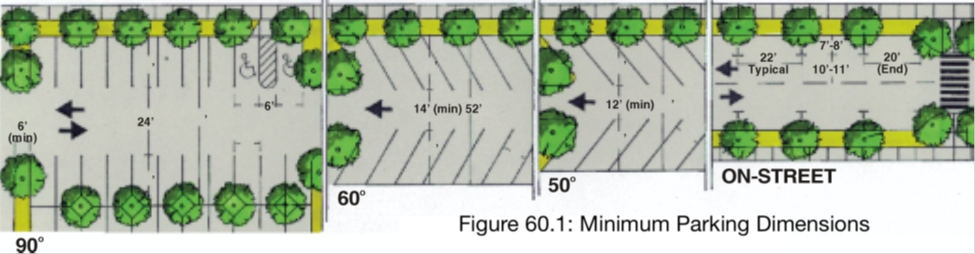 6'
(min)
24'
6'
90°
14' (min) 52'
60°
12' (min)
50°
22'
Typical
7'-8'
10'-11'
20'
(End)
ON-STREET
Figure 60.1: Minimum Parking Dimensions